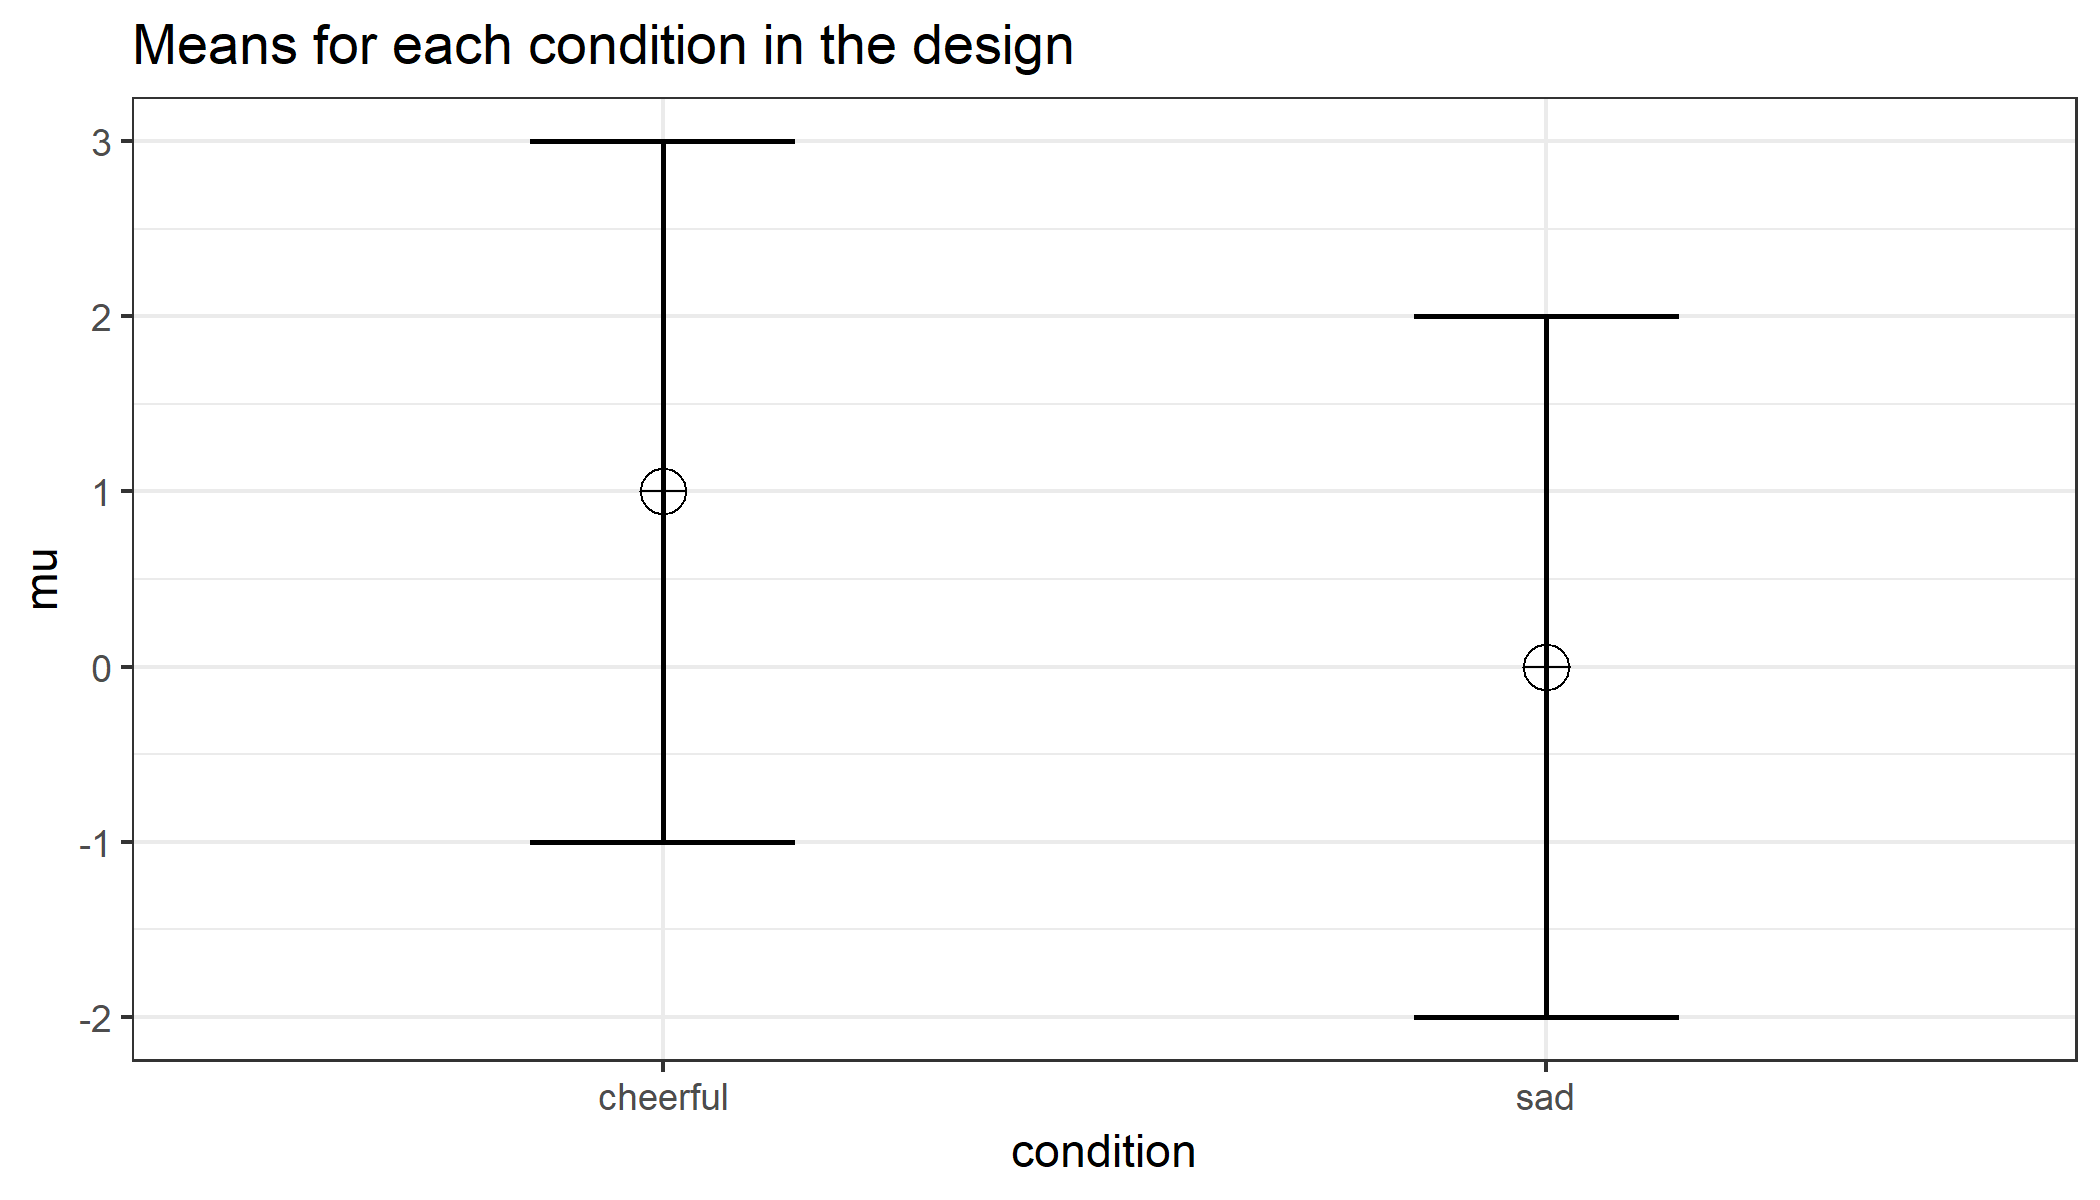 Means for each condition in the design
mu
3
2
1
0
-1
-2
cheerful sad
condition